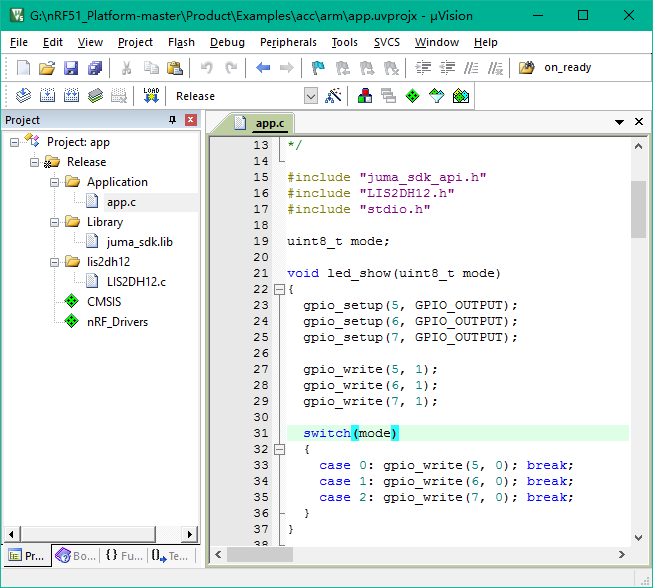 G:\nRF51_Platform-master\Product\Examples\acc\arm\app.uvprojx - µVision
File Edit View Project Flash Debug Peripherals Tools SVCS Window Help
on_ready
LOAD
Release
Project
Project: app
Release
Application
app.c
Library
juma_sdk.lib
lis2dh12
LIS2DH12.c
CMSIS
nRF_Drivers
Pr... Bo... {} Fu... 0 Te...
app.c
13 */
14
15 #include "juma_sdk_api.h"
16 #include "LIS2DH12.h"
17 #include "stdio.h"
18
19 uint8_t mode;
20
21 void led_show(uint8_t mode)
22 {
23 gpio_setup(5, GPIO_OUTPUT);
24 gpio_setup(6, GPIO_OUTPUT);
25 gpio_setup(7, GPIO_OUTPUT);
26
27 gpio_write(5, 1);
28 gpio_write(6, 1);
29 gpio_write(7, 1);
30
31 switch(mode)
32 {
33 case 0: gpio_write(5, 0); break;
34 case 1: gpio_write(6, 0); break;
35 case 2: gpio_write(7, 0); break;
36 }
37 }
38